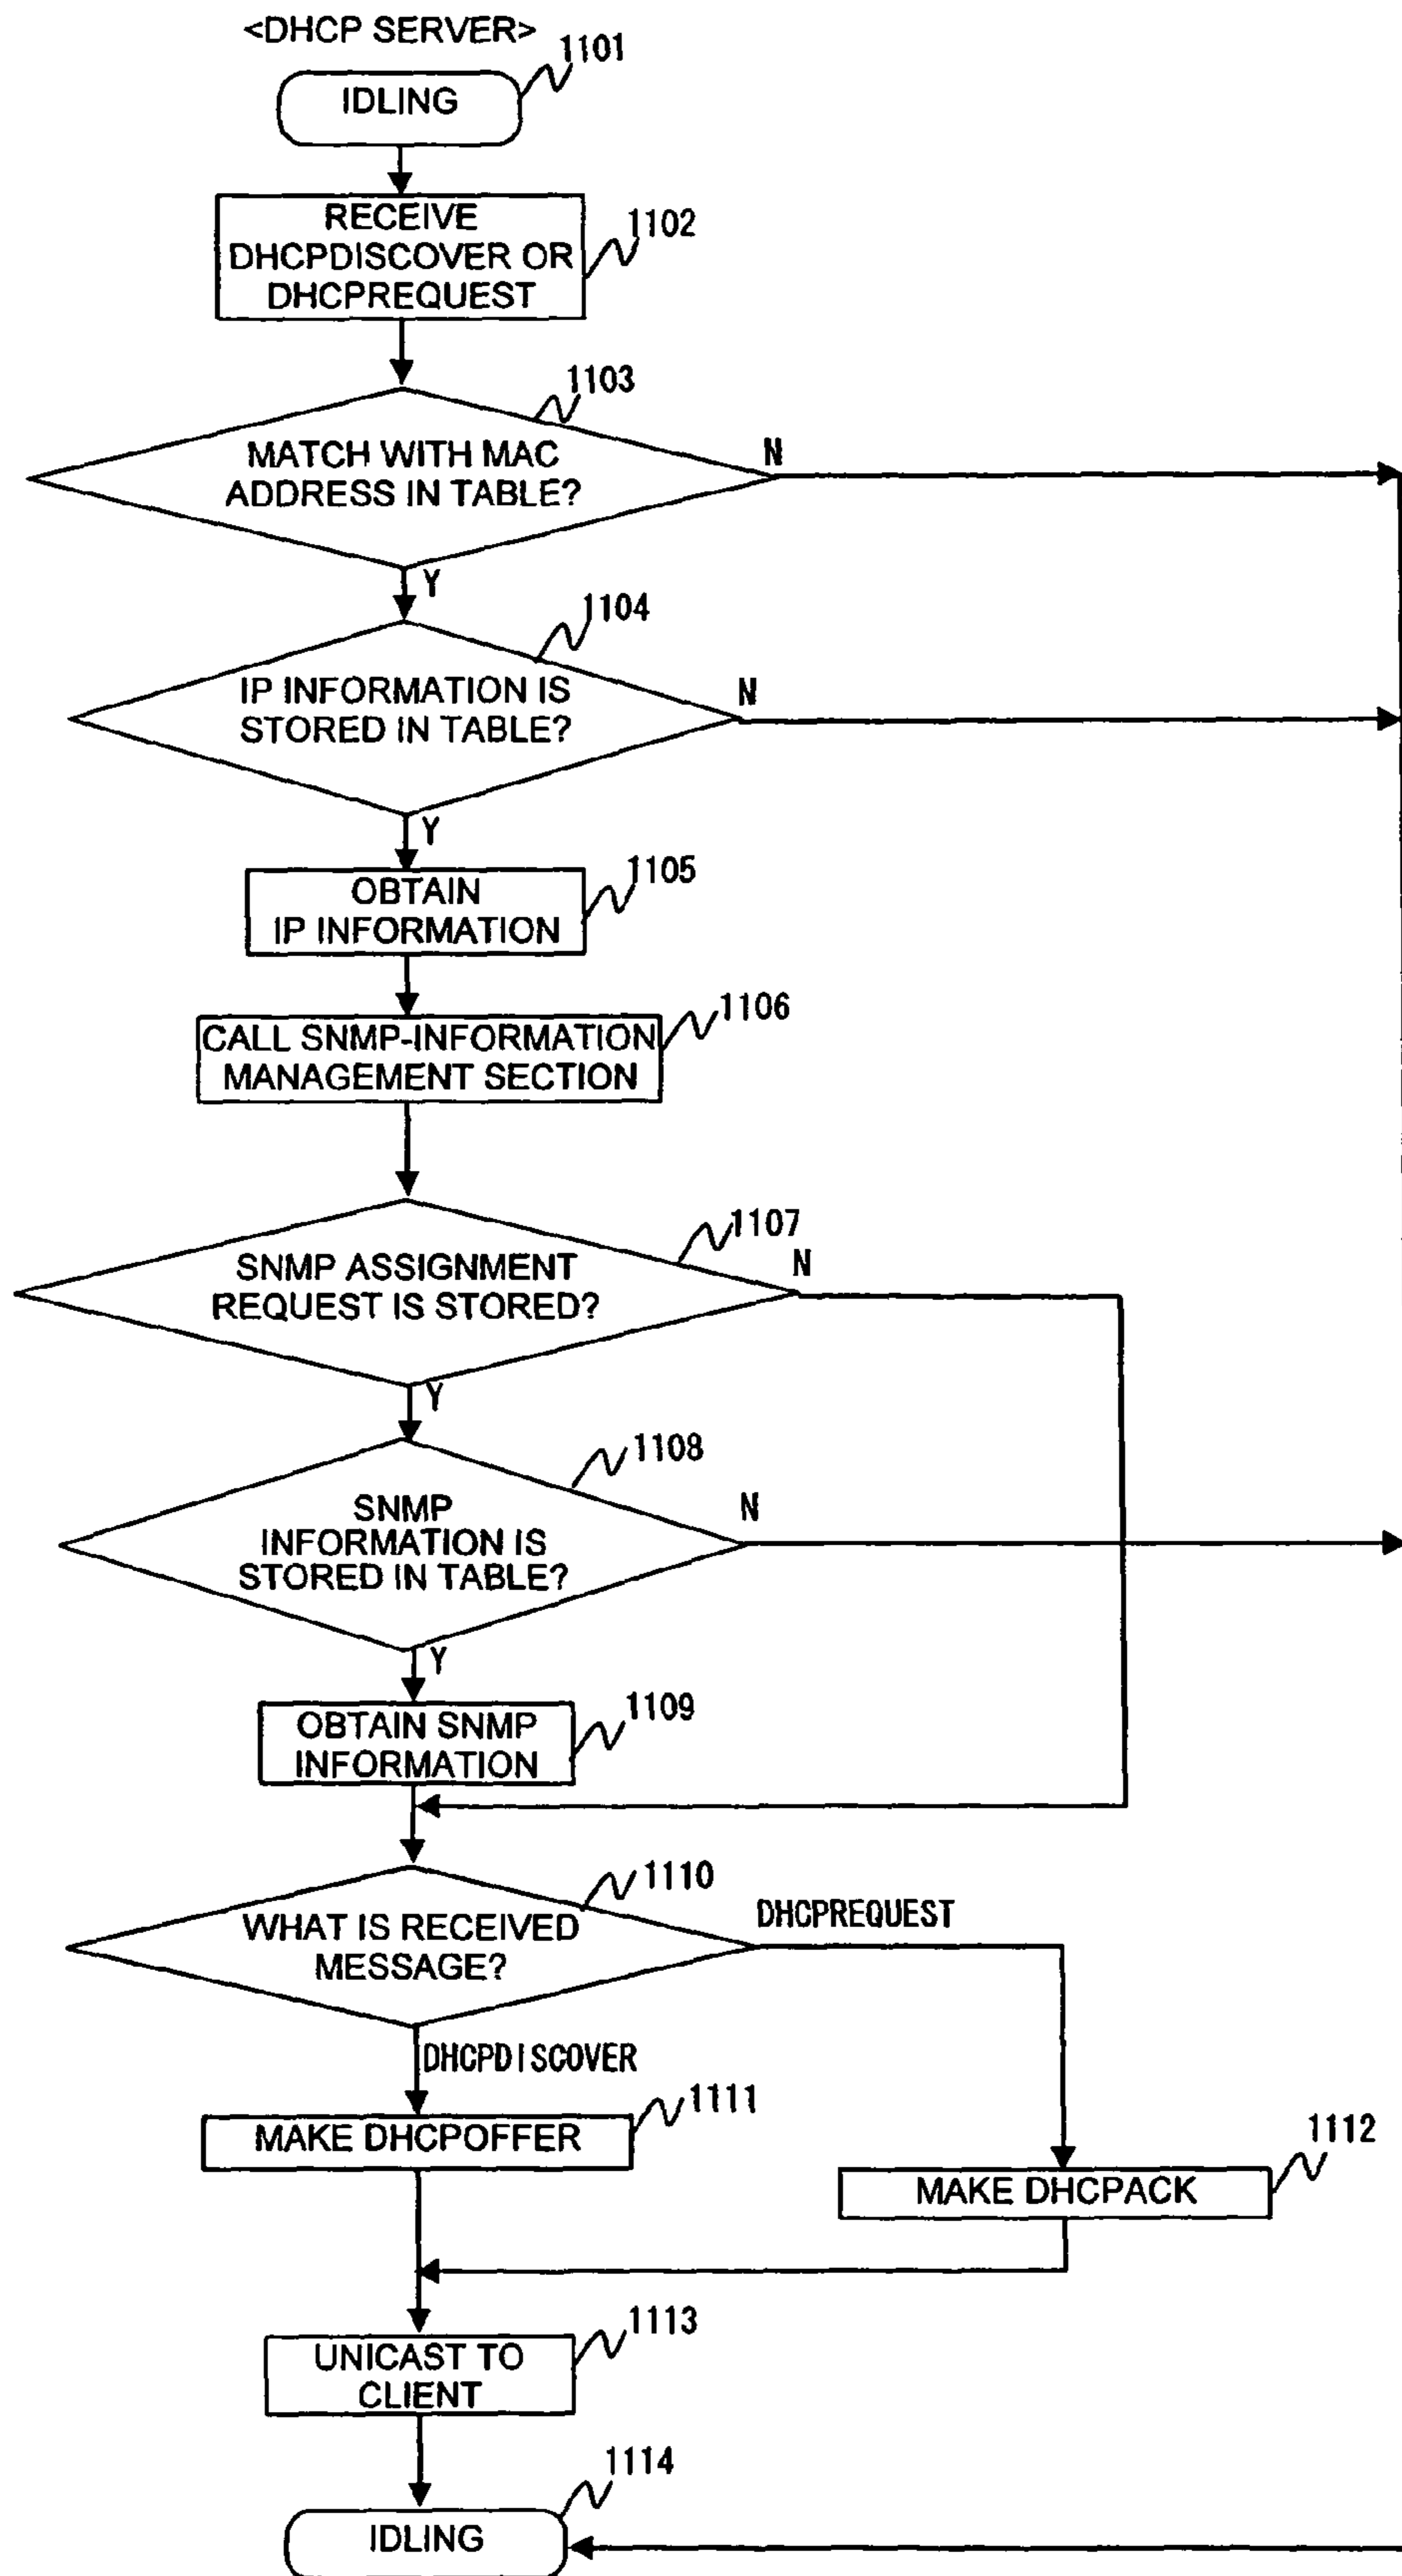 <DHCP SERVER>
1101
IDLING
RECEIVE
DHCPDISCOVER OR
DHCPREQUEST
1102
1103
MATCH WITH MAC
ADDRESS IN TABLE?
N
Y
1104
IP INFORMATION IS
STORED IN TABLE?
N
Y
1105
OBTAIN
IP INFORMATION
1106
CALL SNMP-INFORMATION
MANAGEMENT SECTION
1107
SNMP ASSIGNMENT
REQUEST IS STORED?
N
Y
1108
SNMP
INFORMATION IS
STORED IN TABLE?
N
Y
1109
OBTAIN SNMP
INFORMATION
1110
WHAT IS RECEIVED
MESSAGE?
DHCPREQUEST
DHCPDISCOVER
1111
MAKE DHCPOFFER
1112
MAKE DHCPACK
1113
UNICAST TO
CLIENT
1114
IDLING